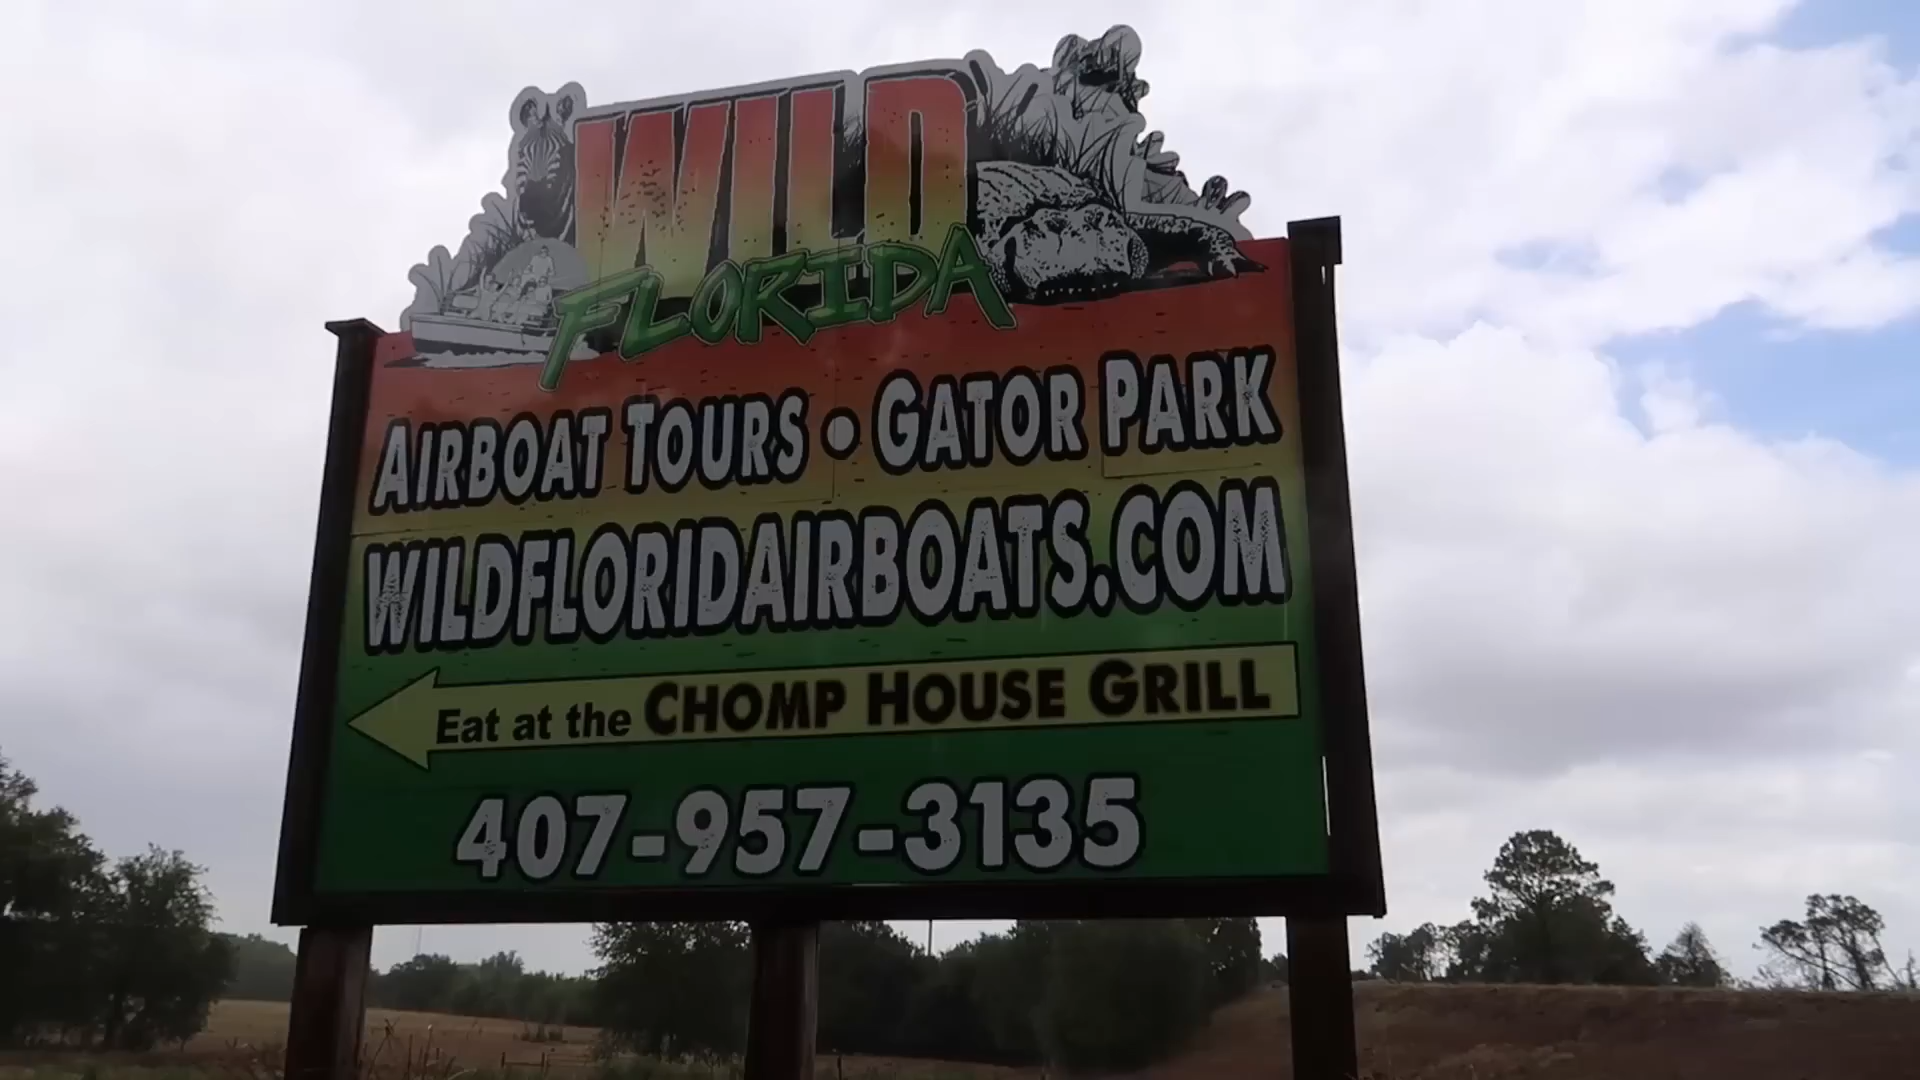 WILD
FLORIDA
AIRBOAT TOURS • GATOR PARK
WILDFLORIDAIRBOATS.COM
Eat at the CHOMP HOUSE GRILL
407-957-3135